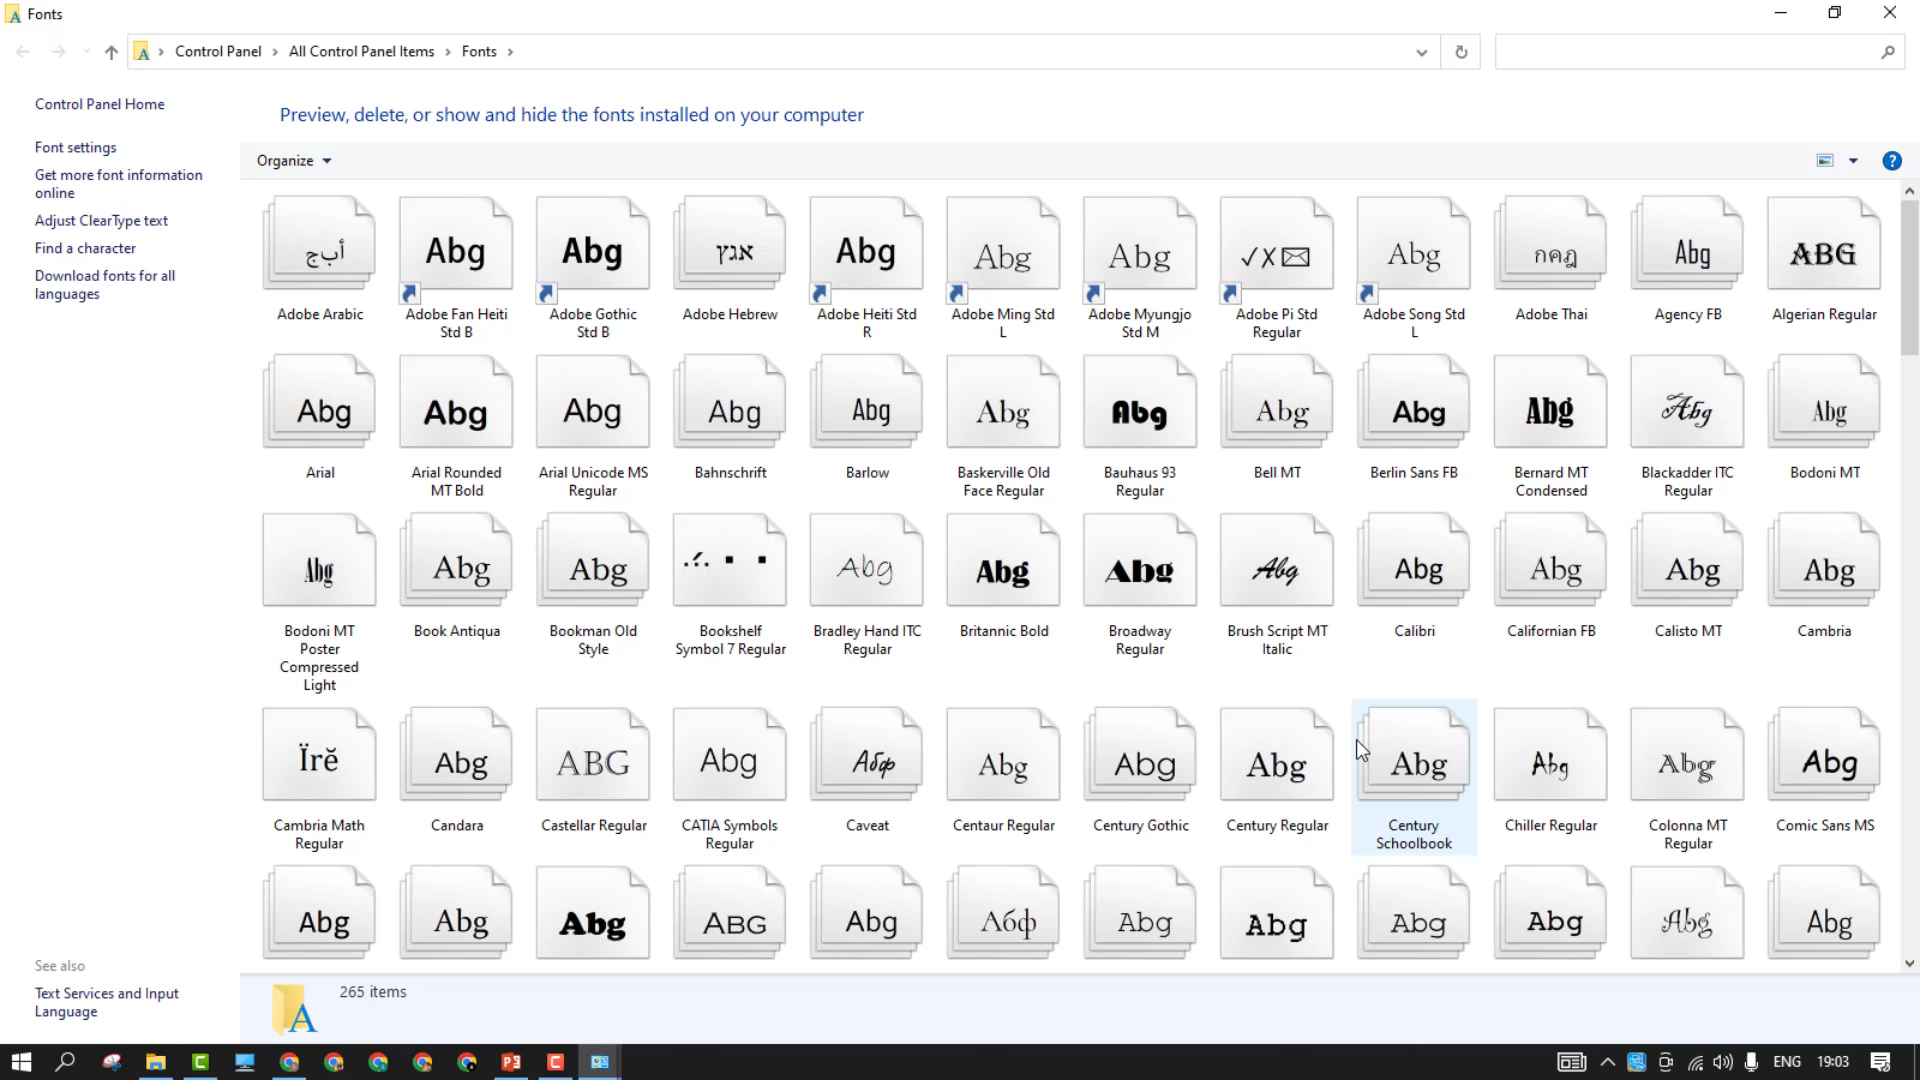 Fonts
Control Panel
All Control Panel Items
Fonts
Control Panel Home
Font settings
Get more font information
online
Adjust ClearType text
Find a character
Download fonts for all
languages
Preview, delete, or show and hide the fonts installed on your computer
Organize
?
أبج
Abg
Abg
אגץ
Abg
Abg
Abg
Abg
กคฎ
Abg
ABG
Adobe Arabic
Adobe Fan Heiti
Std B
Adobe Gothic
Std B
Adobe Hebrew
Adobe Heiti Std
R
Adobe Ming Std
L
Adobe Myungjo
Std M
Adobe Pi Std
Regular
Adobe Song Std
L
Adobe Thai
Agency FB
Algerian Regular
Abg
Abg
Abg
Abg
Abg
Abg
Abg
Abg
Abg
Abg
Abg
Abg
Arial
Arial Rounded
MT Bold
Arial Unicode MS
Regular
Bahnschrift
Barlow
Baskerville Old
Face Regular
Bauhaus 93
Regular
Bell MT
Berlin Sans FB
Bernard MT
Condensed
Blackadder ITC
Regular
Bodoni MT
Abg
Abg
Abg
Abg
Abg
Abg
Abg
Abg
Abg
Abg
Abg
Bodoni MT
Poster
Compressed
Light
Book Antiqua
Bookman Old
Style
Bookshelf
Symbol 7 Regular
Bradley Hand ITC
Regular
Britannic Bold
Broadway
Regular
Brush Script MT
Italic
Calibri
Californian FB
Calisto MT
Cambria
Ïrĕ
Abg
ABG
Abg
Абф
Abg
Abg
Abg
Abg
Abg
Abg
Abg
Cambria Math
Regular
Candara
Castellar Regular
CATIA Symbols
Regular
Caveat
Centaur Regular
Century Gothic
Century Regular
Century
Schoolbook
Chiller Regular
Colonna MT
Regular
Comic Sans MS
Abg
Abg
Abg
ABG
Abg
Абф
Abg
Abg
Abg
Abg
Abg
Abg
See also
Text Services and Input
Language
265 items
ENG
19:03